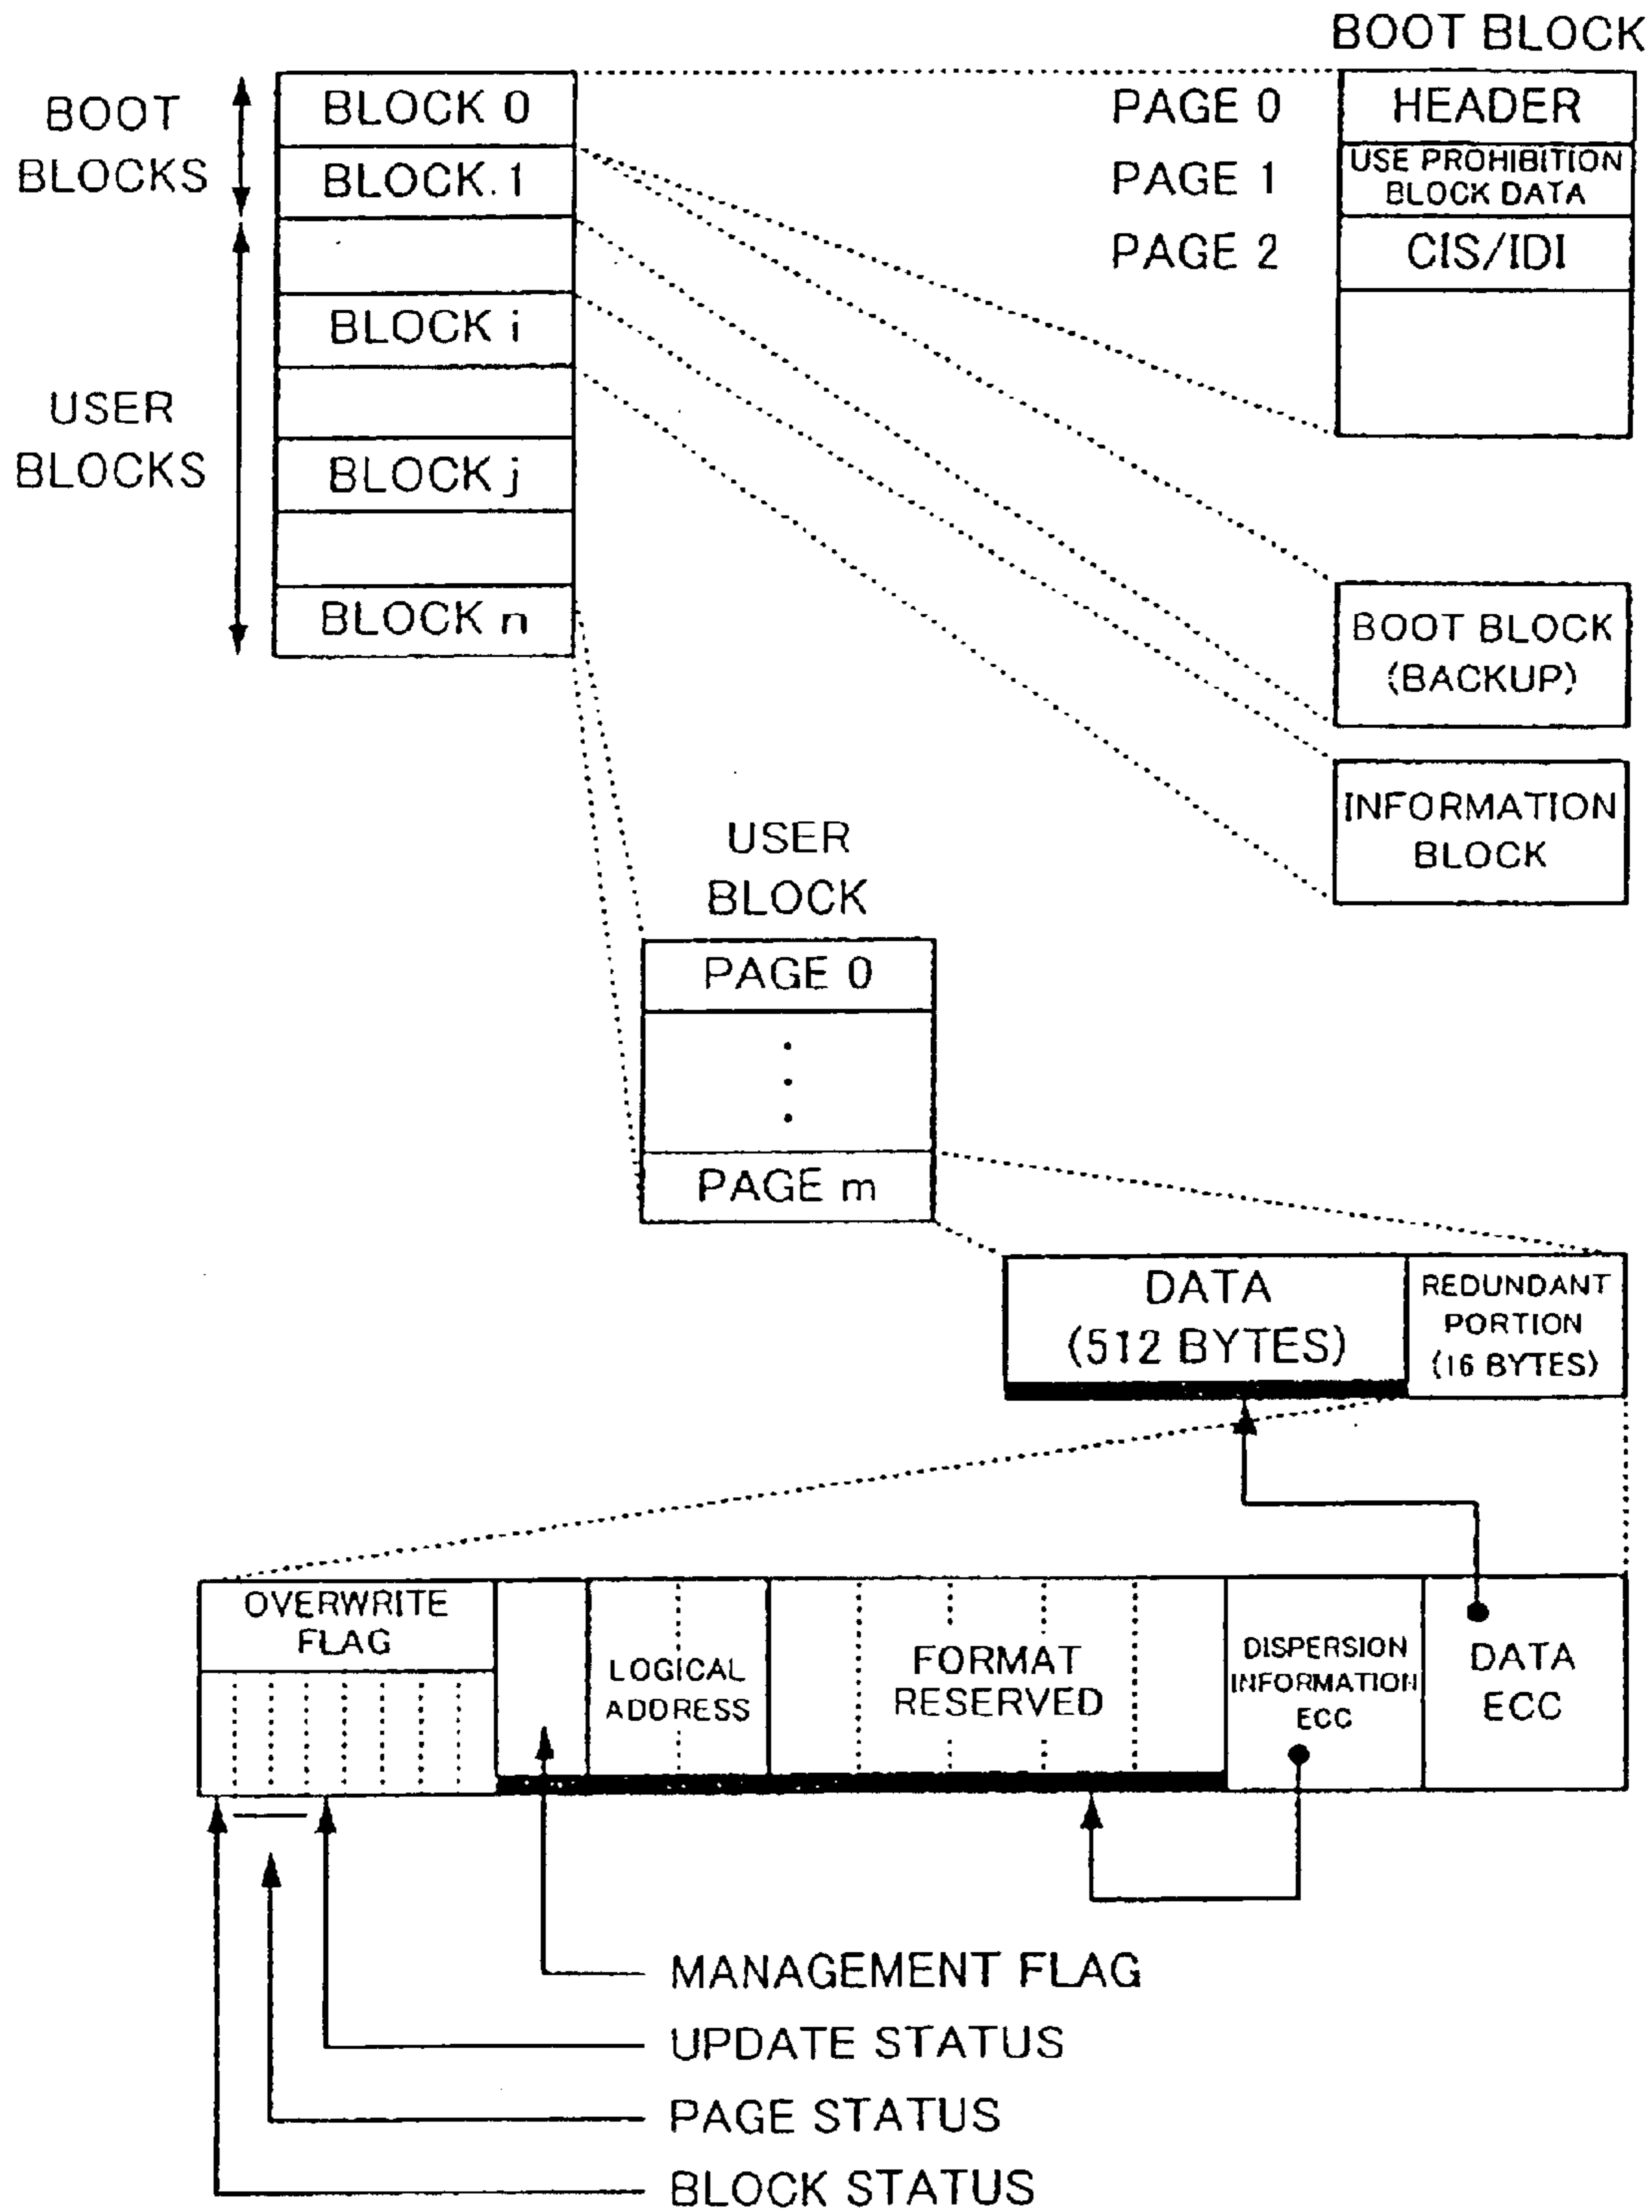 BOOT BLOCK
BOOT
BLOCKS
BLOCK 0
BLOCK.1
USER
BLOCKS
BLOCK i
BLOCK j
BLOCK n
PAGE 0
HEADER
PAGE 1
USE PROHIBITION
BLOCK DATA
PAGE 2
CIS/IDI
BOOT BLOCK
(BACKUP)
INFORMATION
BLOCK
USER
BLOCK
PAGE 0
PAGE m
DATA
(512 BYTES)
REDUNDANT
PORTION
(16 BYTES)
OVERWRITE
FLAG
LOGICAL
ADDRESS
FORMAT
RESERVED
DISPERSION
INFORMATION
ECC
DATA
ECC
MANAGEMENT FLAG
UPDATE STATUS
PAGE STATUS
BLOCK STATUS